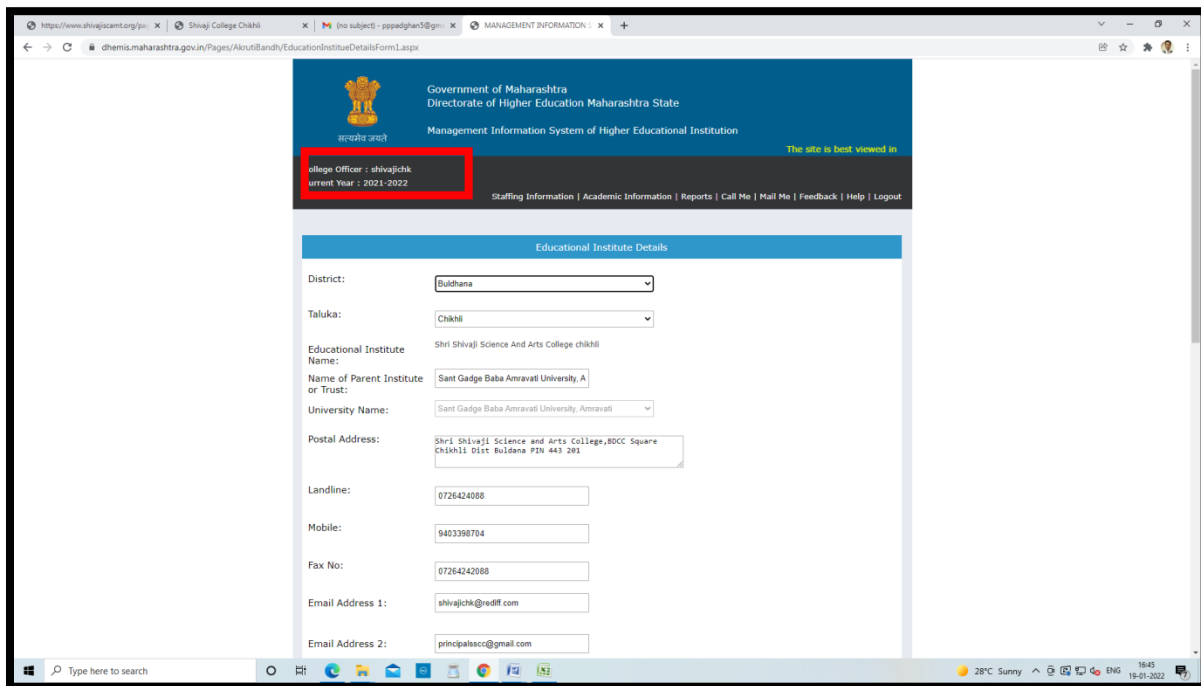 https://www.shivajiscamt.org/pa
Shivaji College Chikhli
(no subject) - pppadghan5@gm
MANAGEMENT INFORMATION S
dhemis.maharashtra.gov.in/Pages/AkrutiBandh/EducationInstitueDetailsForm1.aspx
Government of Maharashtra
Directorate of Higher Education Maharashtra State
सत्यमेव जयते
Management Information System of Higher Educational Institution
The site is best viewed in
ollege Officer : shivajichk
urrent Year : 2021-2022
Staffing Information | Academic Information | Reports | Call Me | Mail Me | Feedback | Help | Logout
Educational Institute Details
District:
Buldhana
Taluka:
Chikhli
Educational Institute
Name:
Shri Shivaji Science And Arts College chikhli
Name of Parent Institute
or Trust:
Sant Gadge Baba Amravati University, A
University Name:
Sant Gadge Baba Amravati University, Amravati
Postal Address:
Shri Shivaji Science and Arts College,BDCC Square
Chikhli Dist Buldana PIN 443 201
Landline:
0726424088
Mobile:
9403398704
Fax No:
07264242088
Email Address 1:
shivajichk@rediff.com
Email Address 2:
principalsscc@gmail.com
Type here to search
28°C Sunny
ENG
16:45
19-01-2022